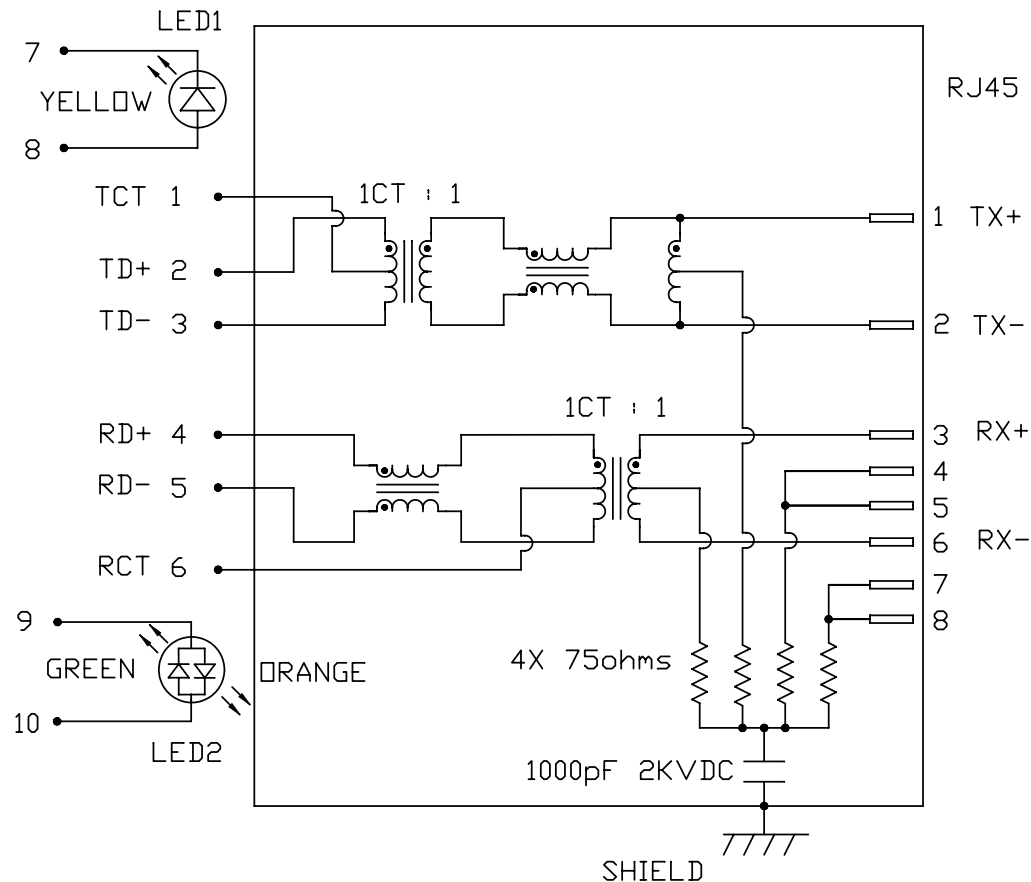 LED1
7
YELLOW
8
RJ45
TCT 1
1CT : 1
1 TX+
TD+ 2
TD- 3
2 TX-
1CT : 1
RD+ 4
3 RX+
4
RD- 5
5
6 RX-
RCT 6
7
8
9
GREEN
ORANGE
10
LED2
4X 75ohms
1000pF 2KVDC
SHIELD